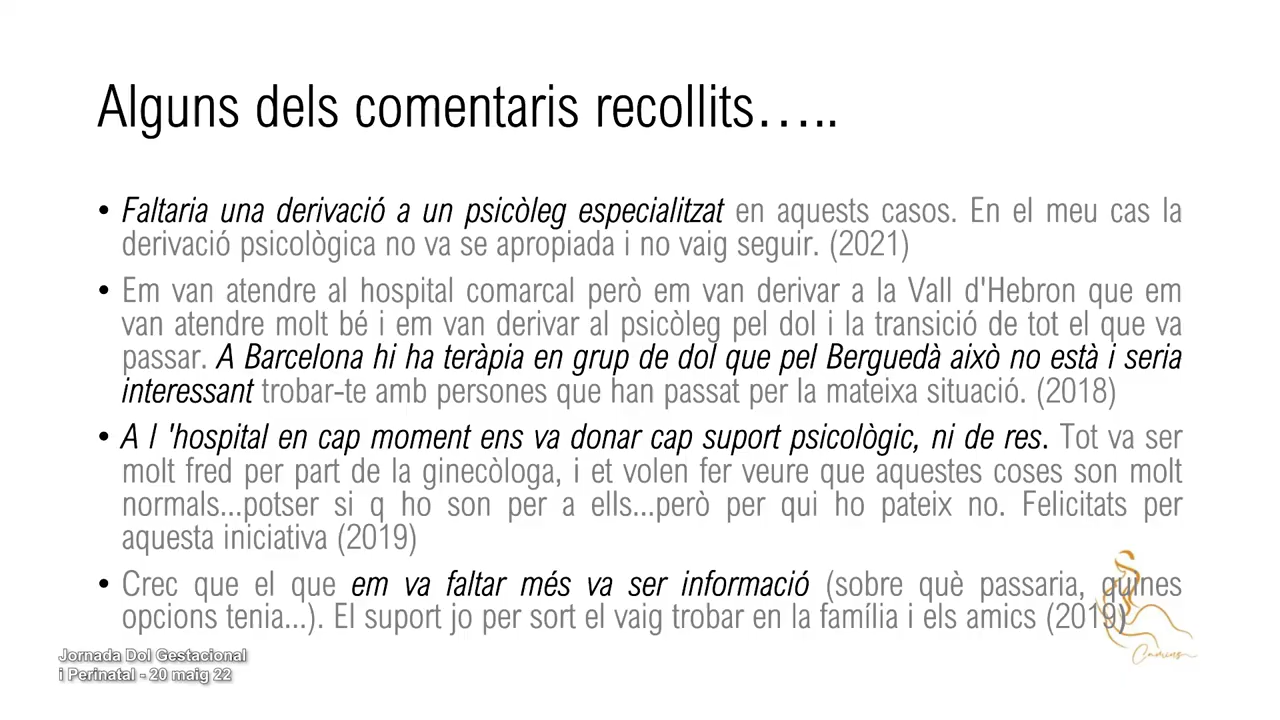 Alguns dels comentaris recollits…..
• Faltaria una derivació a un psicòleg especialitzat en aquests casos. En el meu cas la
derivació psicològica no va se apropiada i no vaig seguir. (2021)
• Em van atendre al hospital comarcal però em van derivar a la Vall d'Hebron que em
van atendre molt bé i em van derivar al psicòleg pel dol i la transició de tot el que va
passar. A Barcelona hi ha teràpia en grup de dol que pel Berguedà això no està i seria
interessant trobar-te amb persones que han passat per la mateixa situació. (2018)
• A l 'hospital en cap moment ens va donar cap suport psicològic, ni de res. Tot va ser
molt fred per part de la ginecòloga, i et volen fer veure que aquestes coses son molt
normals...potser si q ho son per a ells...però per qui ho pateix no. Felicitats per
aquesta iniciativa (2019)
• Crec que el que em va faltar més va ser informació (sobre què passaria, quines
opcions tenia...). El suport jo per sort el vaig trobar en la família i els amics (2019)
Jornada Dol Gestacional
i Perinatal - 20 maig 22